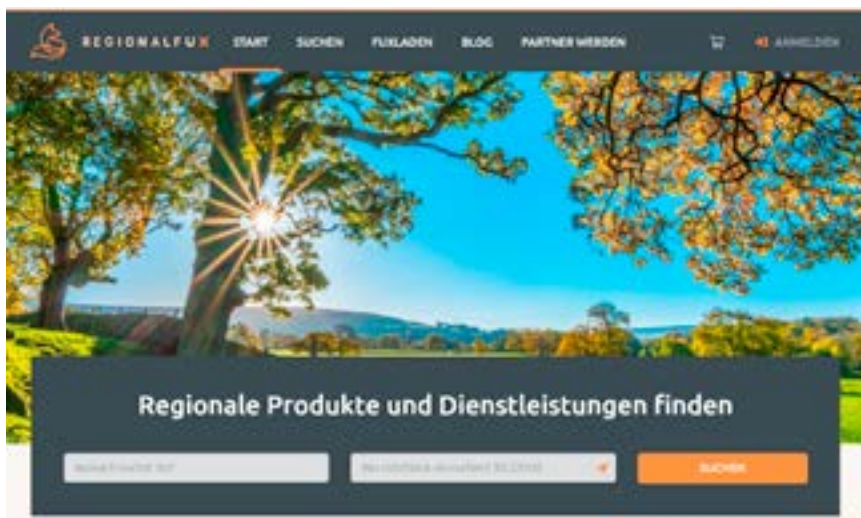 REGIONALFUX START SUCHEN FUXLADEN BLOG PARTNER WERDEN ANMELDEN
Regionale Produkte und Dienstleistungen finden
SUCHEN